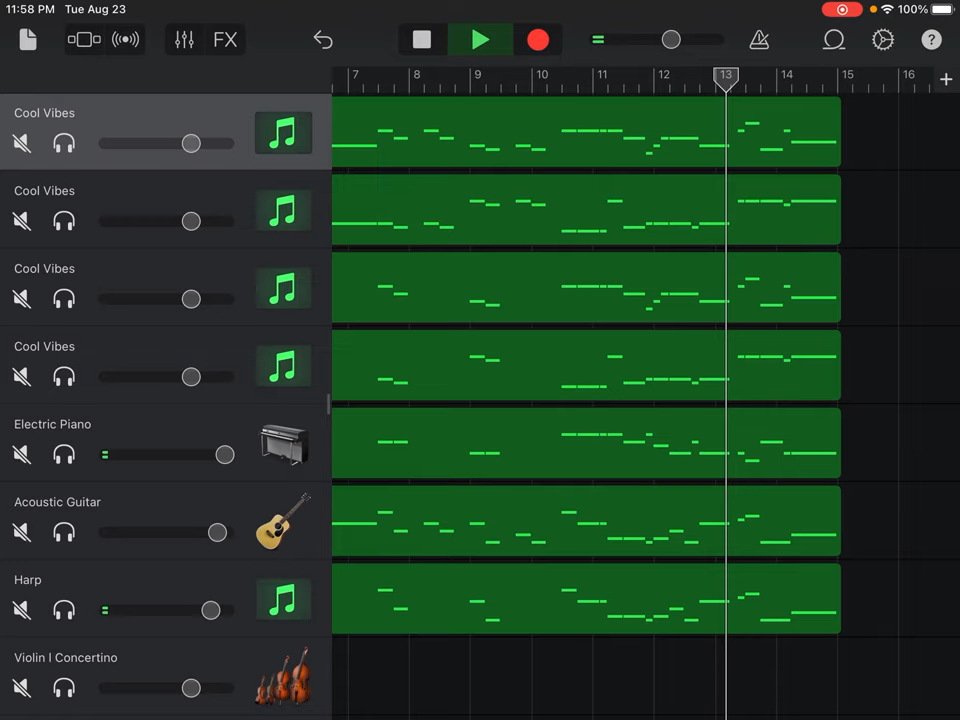 11:58 PM Tue Aug 23 100%
FX ?
7 8 9 10 11 12 13 14 15 16 +
Cool Vibes
Cool Vibes
Cool Vibes
Cool Vibes
Electric Piano
Acoustic Guitar
Harp
Violin I Concertino